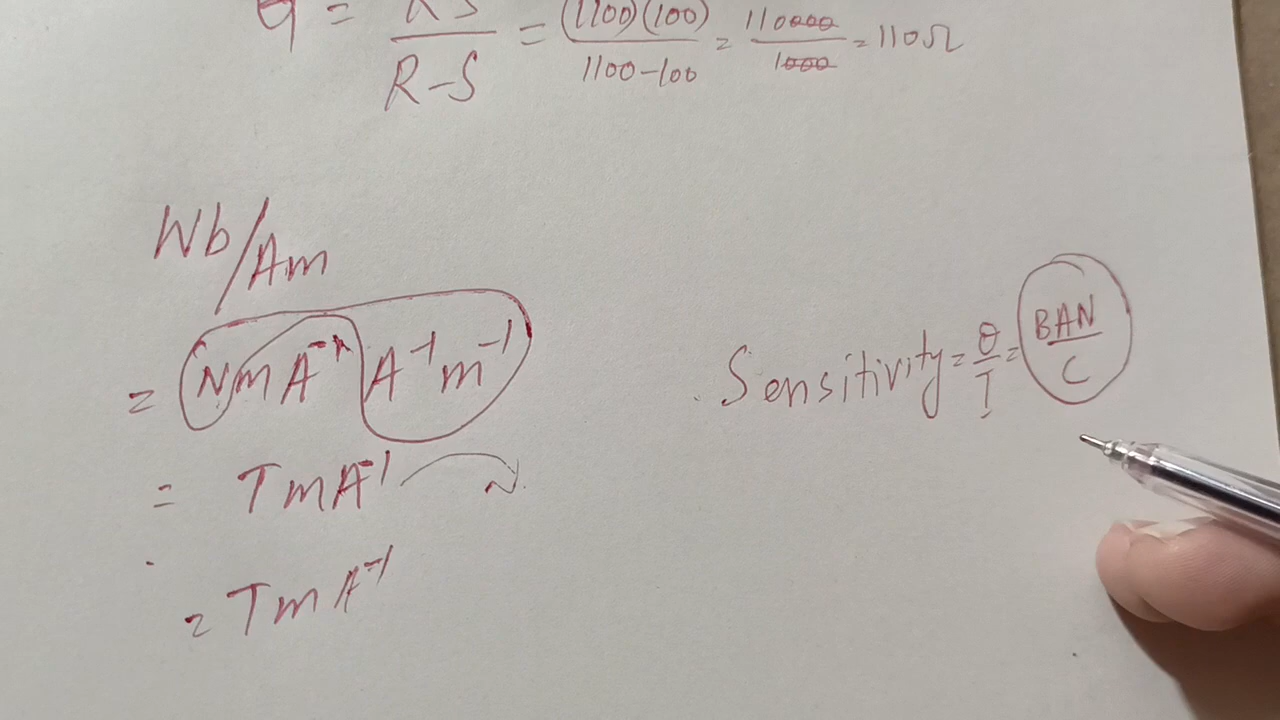 G = RS / R-S = (1100)(100) / 1100-100 = 110000 / 1000 = 110Ω
Wb/Am
= NmA⁻¹ A⁻¹m⁻¹
= TmA⁻¹ N.
= TmA⁻¹
Sensitivity = θ/I = BAN/C